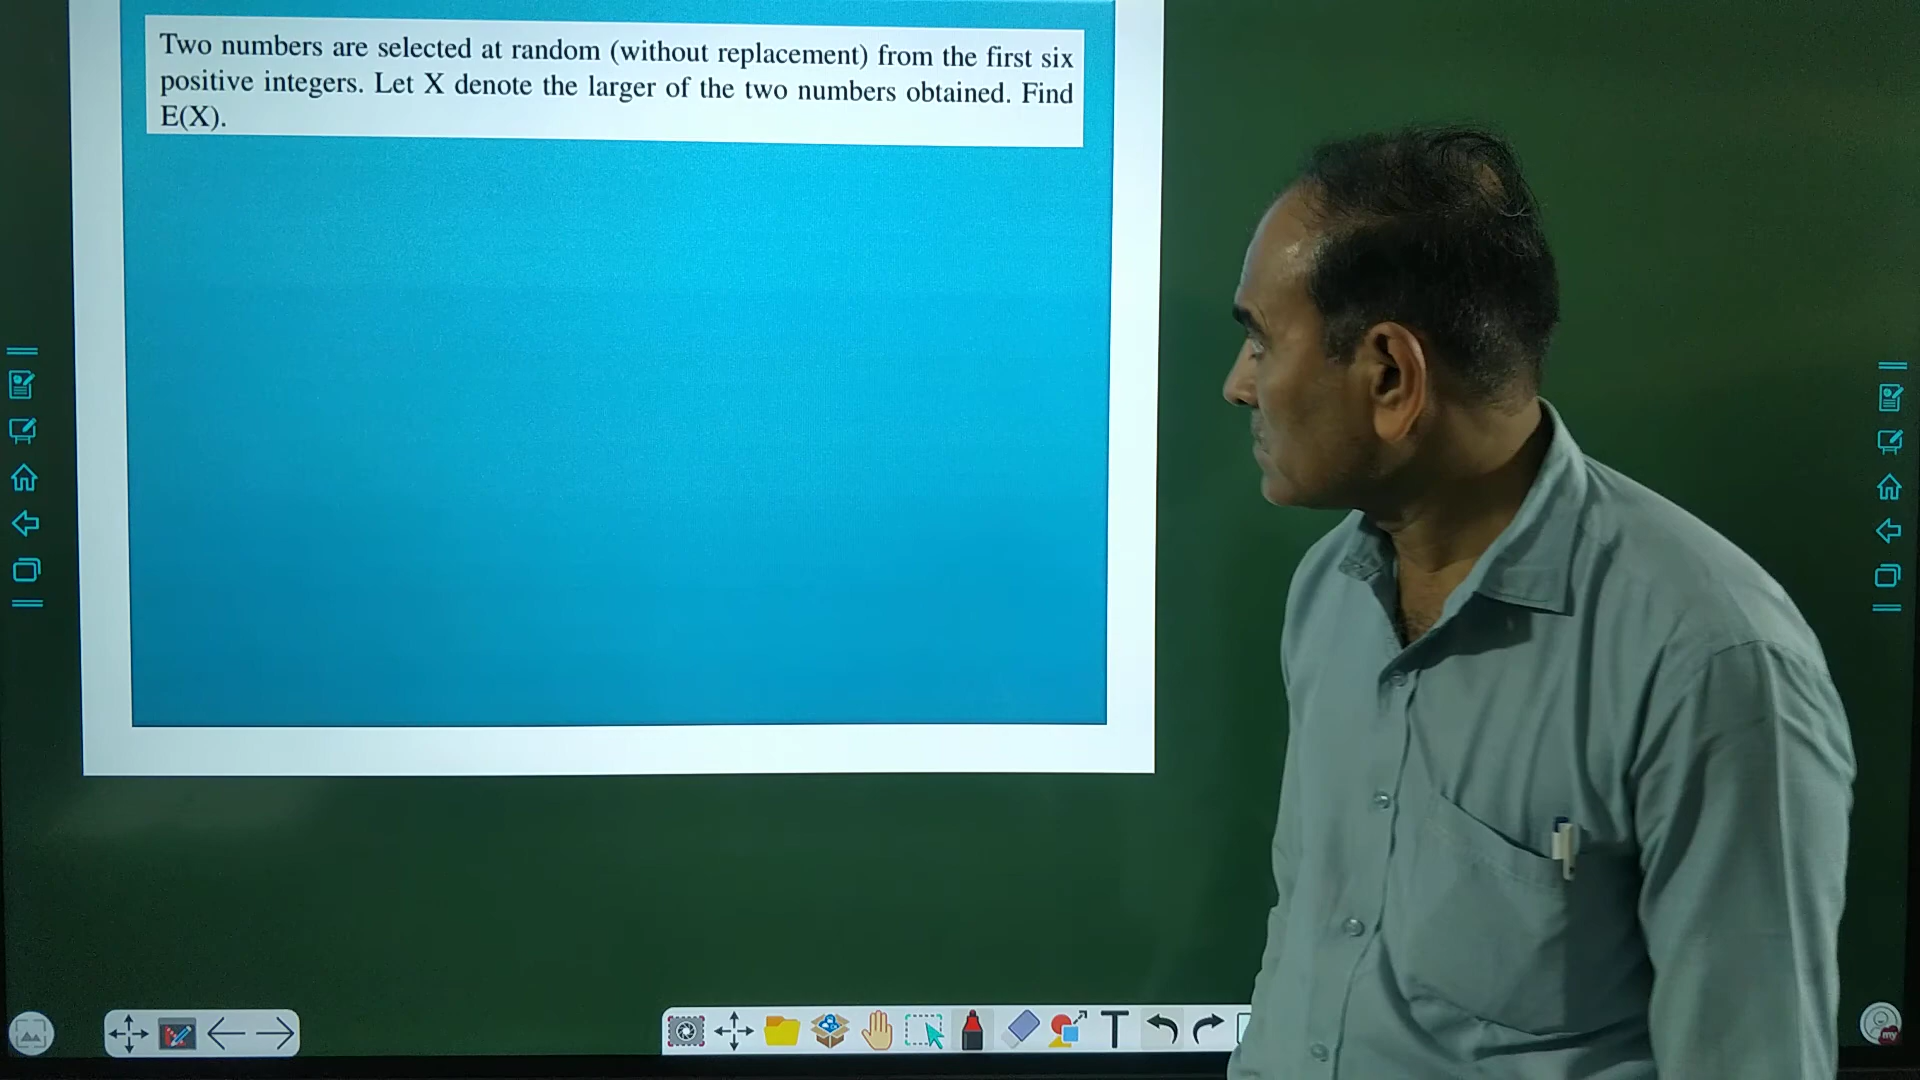 Two numbers are selected at random (without replacement) from the first six
positive integers. Let X denote the larger of the two numbers obtained. Find
E(X).
T
my